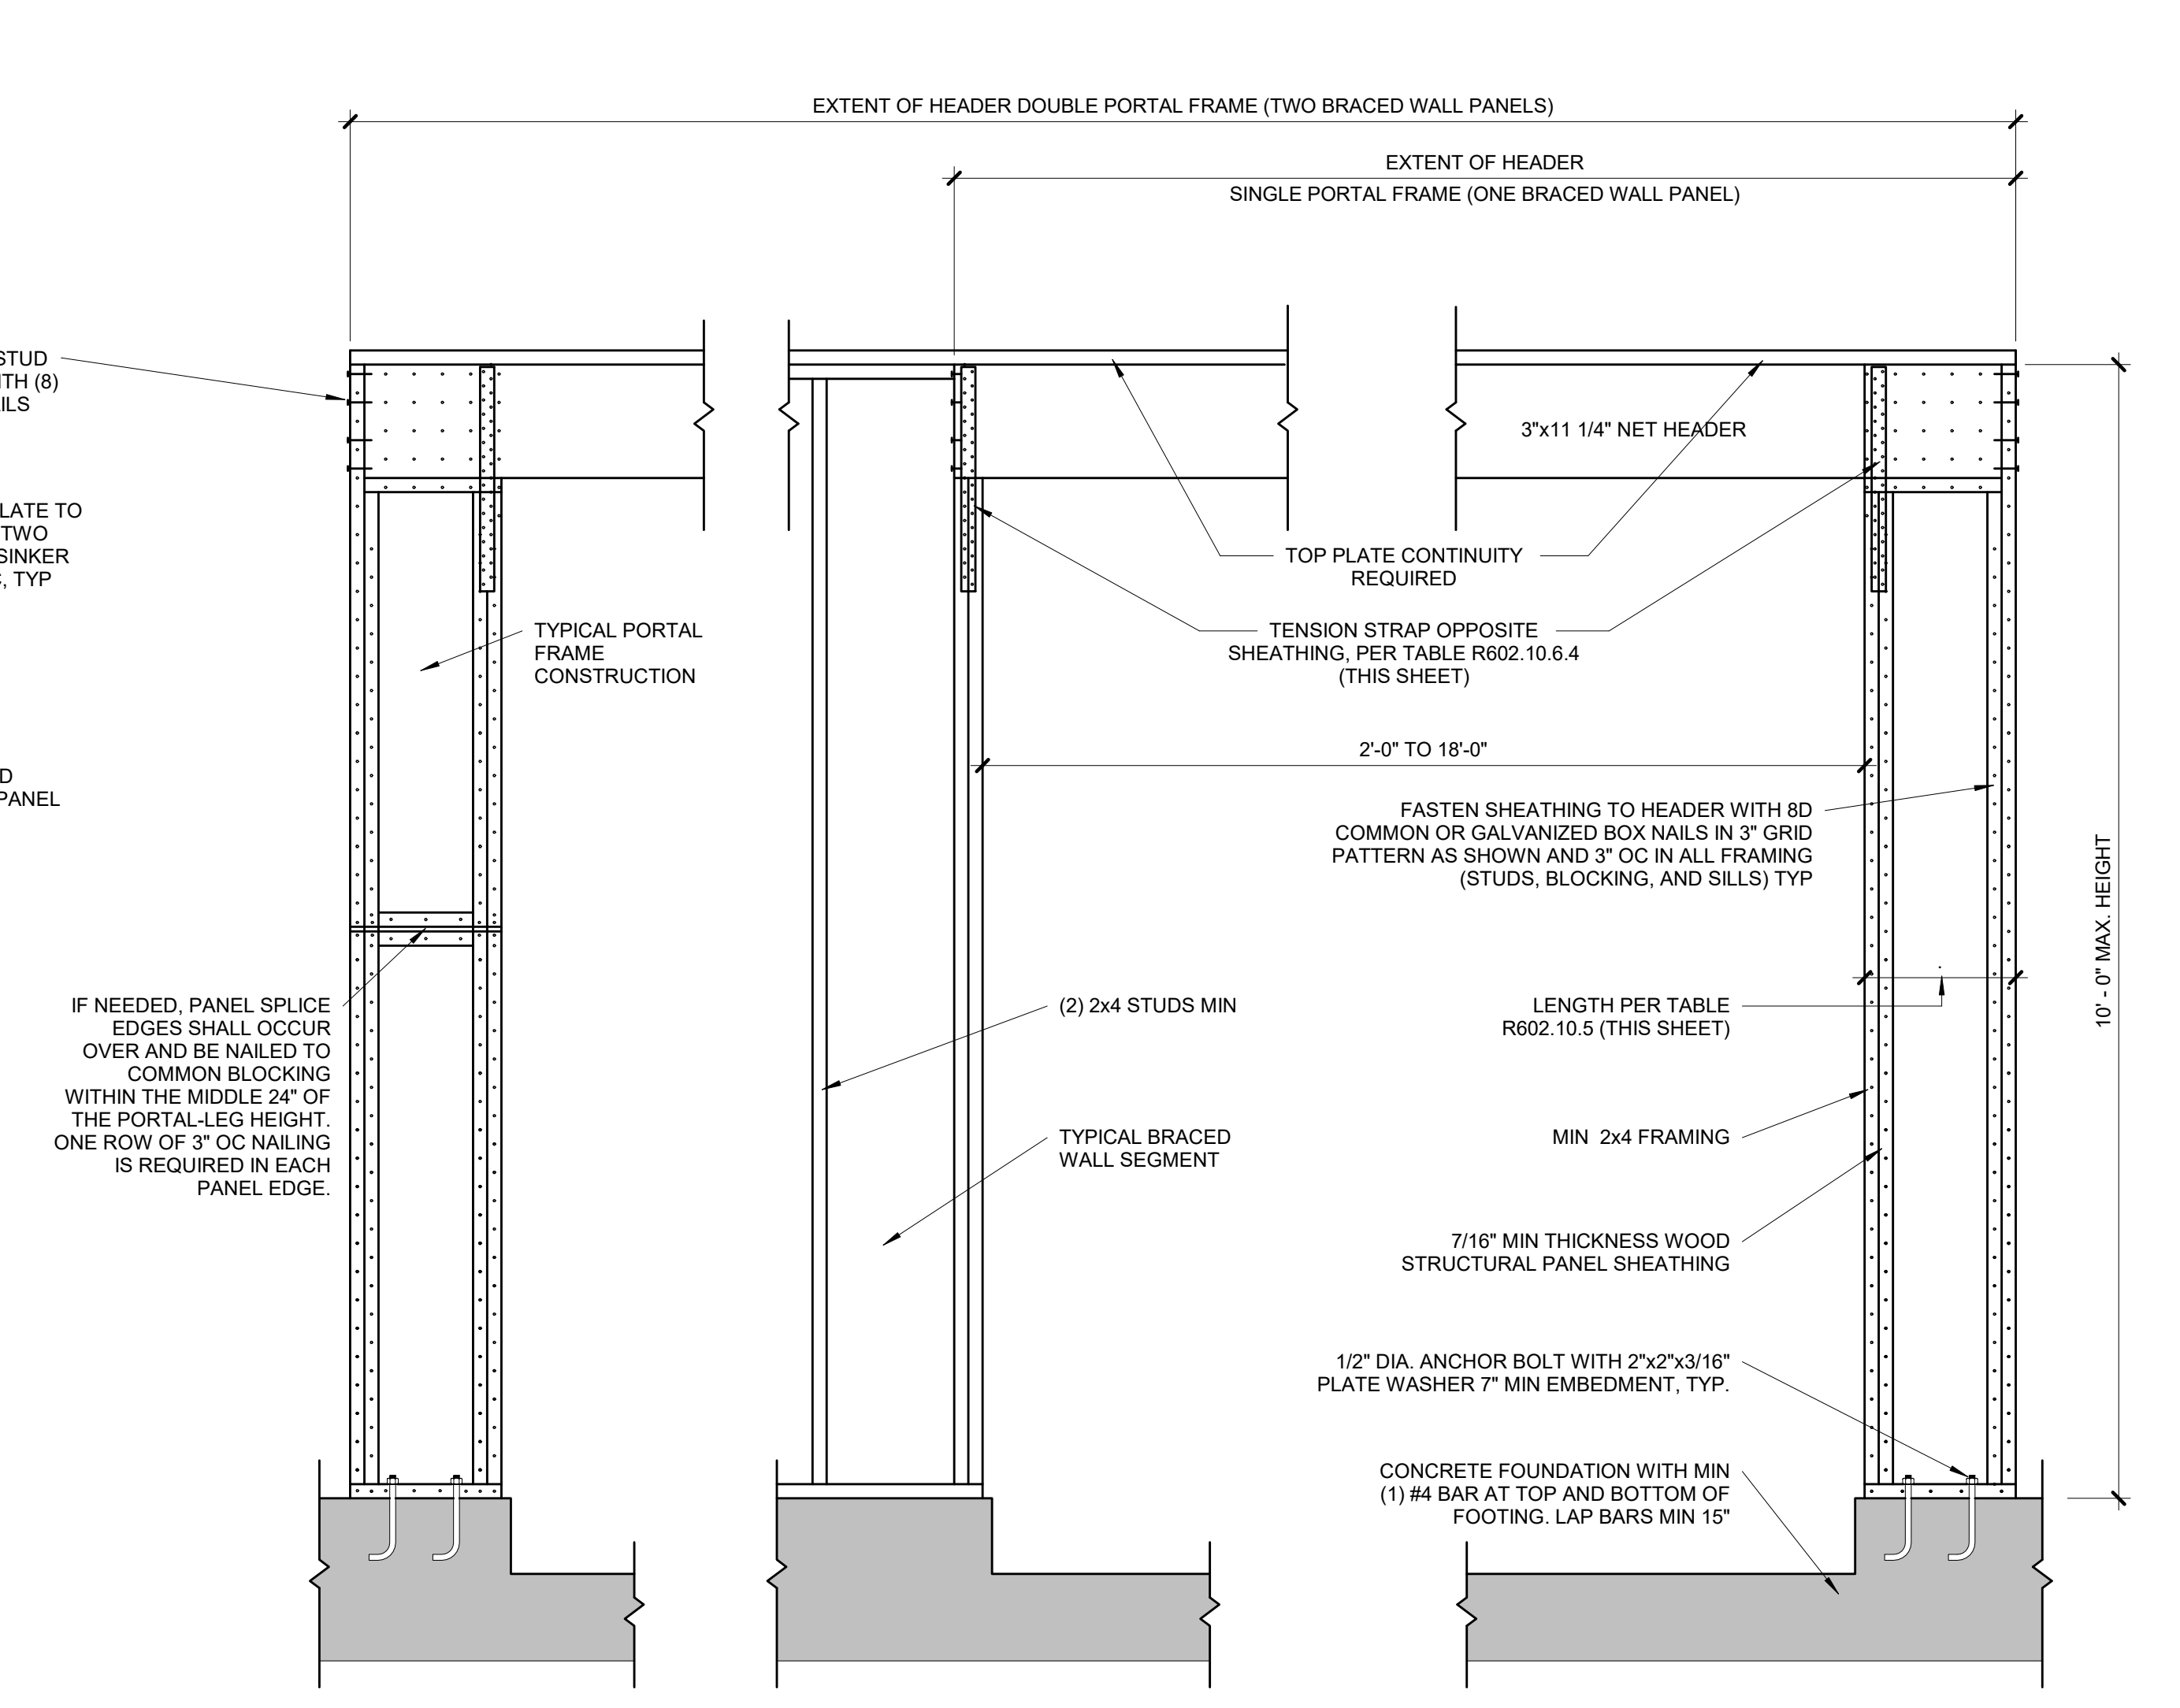 EXTENT OF HEADER DOUBLE PORTAL FRAME (TWO BRACED WALL PANELS)
EXTENT OF HEADER
SINGLE PORTAL FRAME (ONE BRACED WALL PANEL)
STUD
ITH (8)
AILS
3"x11 1/4" NET HEADER
LATE TO
TWO
SINKER
C, TYP
TOP PLATE CONTINUITY
REQUIRED
TYPICAL PORTAL
FRAME
CONSTRUCTION
TENSION STRAP OPPOSITE
SHEATHING, PER TABLE R602.10.6.4
(THIS SHEET)
2'-0" TO 18'-0"
D
PANEL
FASTEN SHEATHING TO HEADER WITH 8D
COMMON OR GALVANIZED BOX NAILS IN 3" GRID
PATTERN AS SHOWN AND 3" OC IN ALL FRAMING
(STUDS, BLOCKING, AND SILLS) TYP
10' - 0" MAX. HEIGHT
IF NEEDED, PANEL SPLICE
EDGES SHALL OCCUR
OVER AND BE NAILED TO
COMMON BLOCKING
WITHIN THE MIDDLE 24" OF
THE PORTAL-LEG HEIGHT.
ONE ROW OF 3" OC NAILING
IS REQUIRED IN EACH
PANEL EDGE.
(2) 2x4 STUDS MIN
LENGTH PER TABLE
R602.10.5 (THIS SHEET)
TYPICAL BRACED
WALL SEGMENT
MIN  2x4 FRAMING
7/16" MIN THICKNESS WOOD
STRUCTURAL PANEL SHEATHING
1/2" DIA. ANCHOR BOLT WITH 2"x2"x3/16"
PLATE WASHER 7" MIN EMBEDMENT, TYP.
CONCRETE FOUNDATION WITH MIN
(1) #4 BAR AT TOP AND BOTTOM OF
FOOTING. LAP BARS MIN 15"